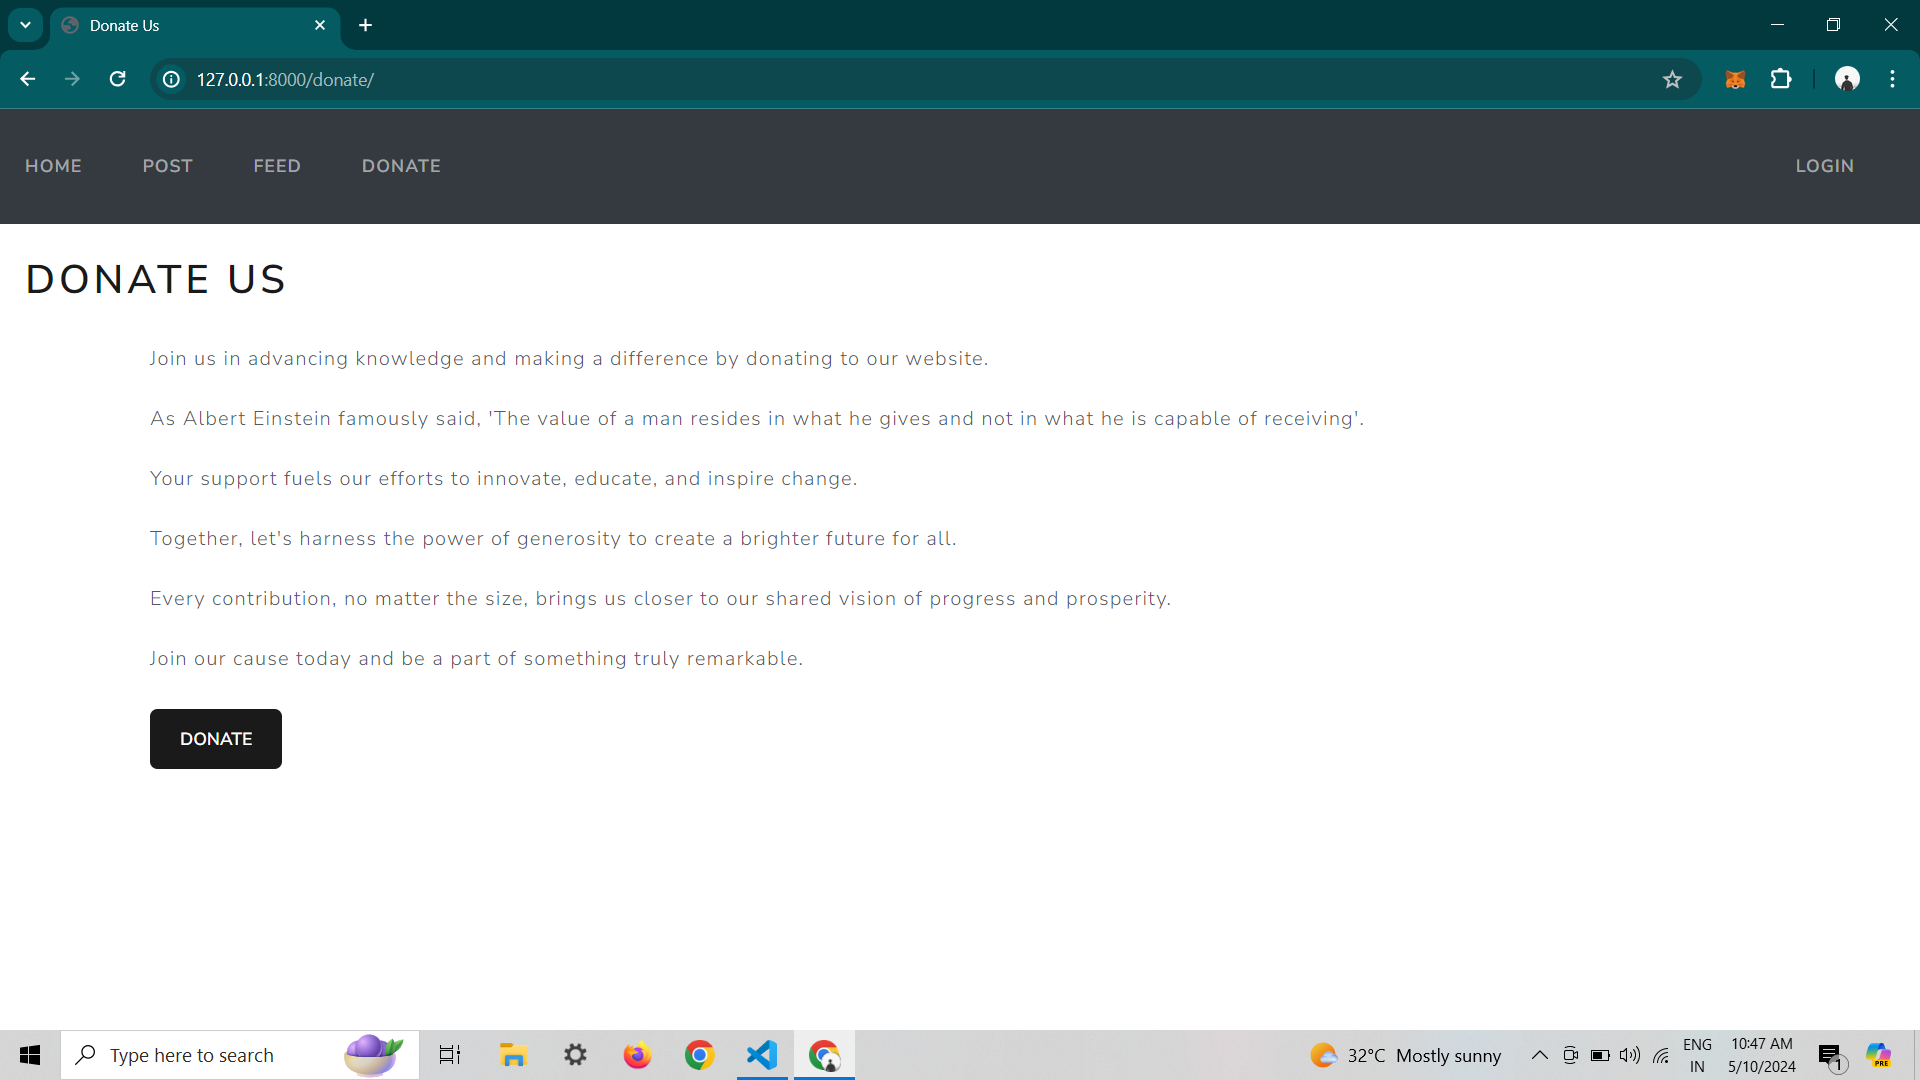 Donate Us
127.0.0.1:8000/donate/
HOME POST FEED DONATE LOGIN
DONATE US
Join us in advancing knowledge and making a difference by donating to our website.
As Albert Einstein famously said, 'The value of a man resides in what he gives and not in what he is capable of receiving'.
Your support fuels our efforts to innovate, educate, and inspire change.
Together, let's harness the power of generosity to create a brighter future for all.
Every contribution, no matter the size, brings us closer to our shared vision of progress and prosperity.
Join our cause today and be a part of something truly remarkable.
DONATE
Type here to search
32°C Mostly sunny
ENG
IN
10:47 AM
5/10/2024
1
PRE